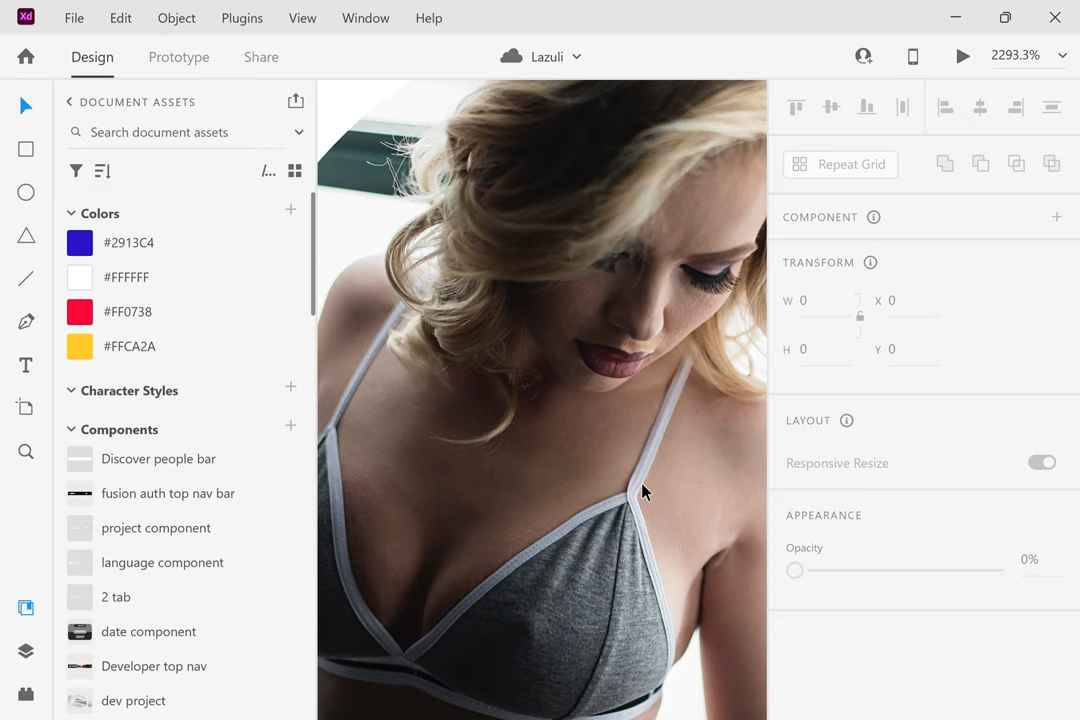 Xd File Edit Object Plugins View Window Help
Design Prototype Share Lazuli 2293.3%
DOCUMENT ASSETS
Search document assets
/...
Colors
#2913C4
#FFFFFF
#FF0738
#FFCA2A
Character Styles
Components
Discover people bar
fusion auth top nav bar
project component
language component
2 tab
date component
Developer top nav
dev project
Repeat Grid
COMPONENT
TRANSFORM
W 0 X 0
H 0 Y 0
LAYOUT
Responsive Resize
APPEARANCE
Opacity
0%